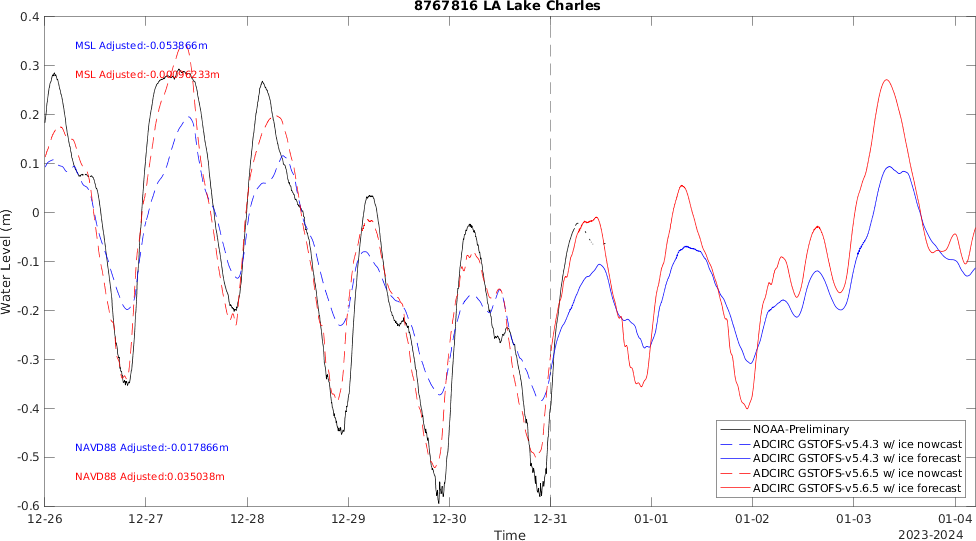 8767816 LA Lake Charles
0.4
MSL Adjusted:-0.053866m
0.3
MSL Adjusted:-0.00096233m
0.2
0.1
0
-0.1
-0.2
-0.3
-0.4
-0.5
-0.6
Water Level (m)
NAVD88 Adjusted:-0.017866m
NAVD88 Adjusted:0.035038m
NOAA-Preliminary
ADCIRC GSTOFS-v5.4.3 w/ ice nowcast
ADCIRC GSTOFS-v5.4.3 w/ ice forecast
ADCIRC GSTOFS-v5.6.5 w/ ice nowcast
ADCIRC GSTOFS-v5.6.5 w/ ice forecast
12-26 12-27 12-28 12-29 12-30 12-31 01-01 01-02 01-03 01-04
Time
2023-2024